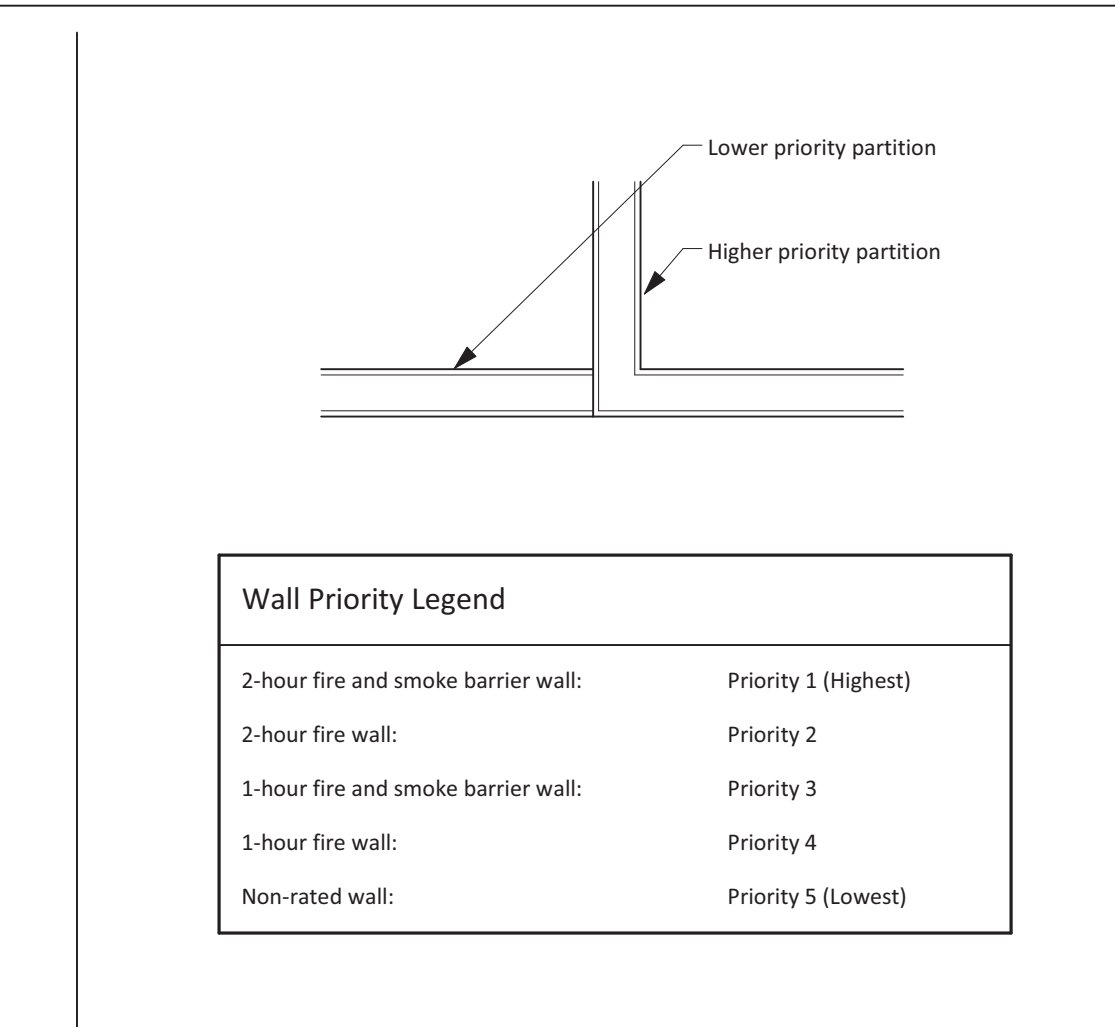 Lower priority partition
Higher priority partition
Wall Priority Legend
2-hour fire and smoke barrier wall: Priority 1 (Highest)
2-hour fire wall: Priority 2
1-hour fire and smoke barrier wall: Priority 3
1-hour fire wall: Priority 4
Non-rated wall: Priority 5 (Lowest)